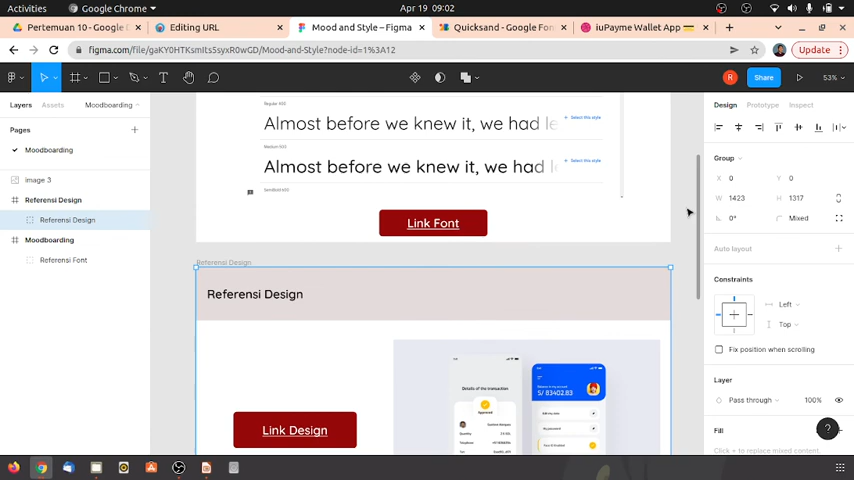 Google Chrome
Apr 19 09:02
Pertemuan 10 - Google D
Editing URL
Mood and Style – Figma
Quicksand - Google Fon
iuPayme Wallet App
figma.com/file/gaKY0HTKsmItsS5syxR0wGD/Mood-and-Style?node-id=1%3A12
Update
R
Share
53%
Layers
Assets
Moodboarding
Design
Prototype
Inspect
Pages
Moodboarding
image 3
Referensi Design
Referensi Design
Moodboarding
Referensi Font
Regular 400
Almost before we knew it, we had le
Select this style
Medium 500
Almost before we knew it, we had l
Select this style
SemiBold 600
Link Font
Referensi Design
Referensi Design
Link Design
Details of the transaction
Approved
S/ 83402.83
Group
X 0
Y 0
W 1423
H 1317
0°
Mixed
Auto layout
Constraints
Left
Top
Fix position when scrolling
Layer
Pass through
100%
Fill
Click + to replace mixed content.
?